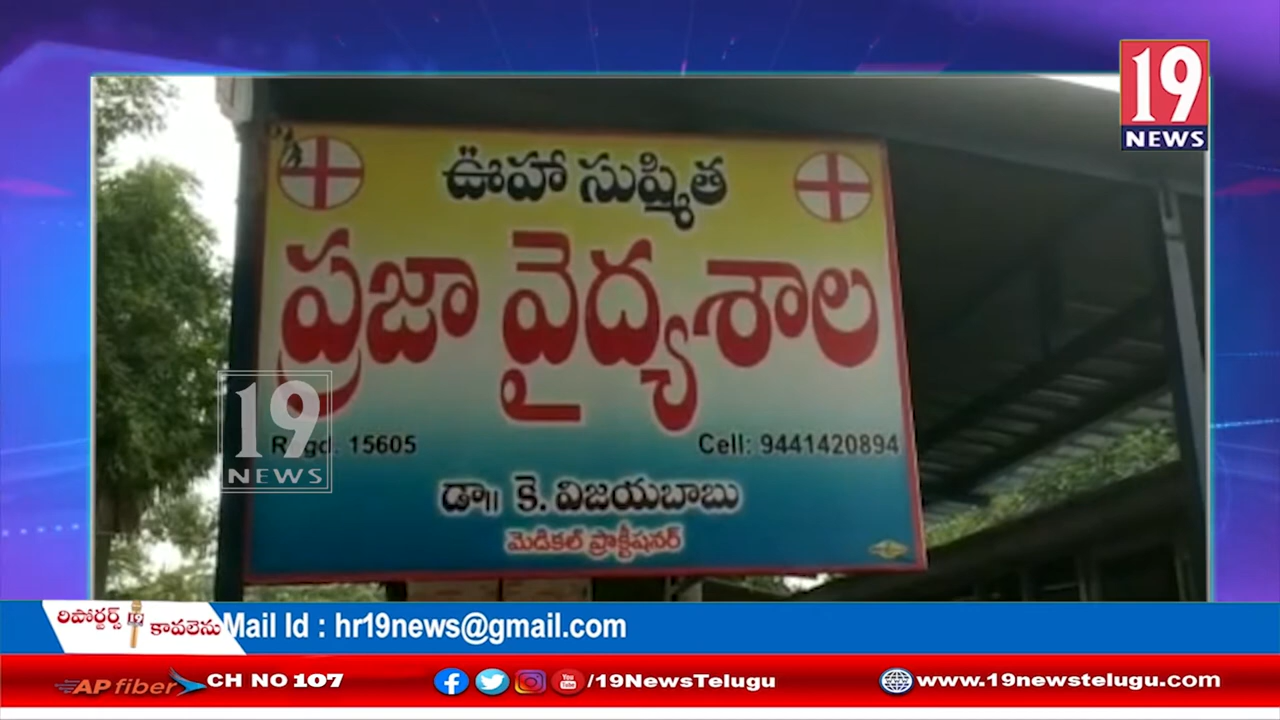 19
NEWS
ఊహా సుష్మిత
ప్రజా వైద్యశాల
Regd. 15605
Cell: 9441420894
19
NEWS
డా|| కె. విజయబాబు
మెడికల్ ప్రాక్టీషనర్
రిపోర్టర్స్ 19 కావలెను
Mail Id : hr19news@gmail.com
AP fiber CH NO 107
/19NewsTelugu
www.19newstelugu.com